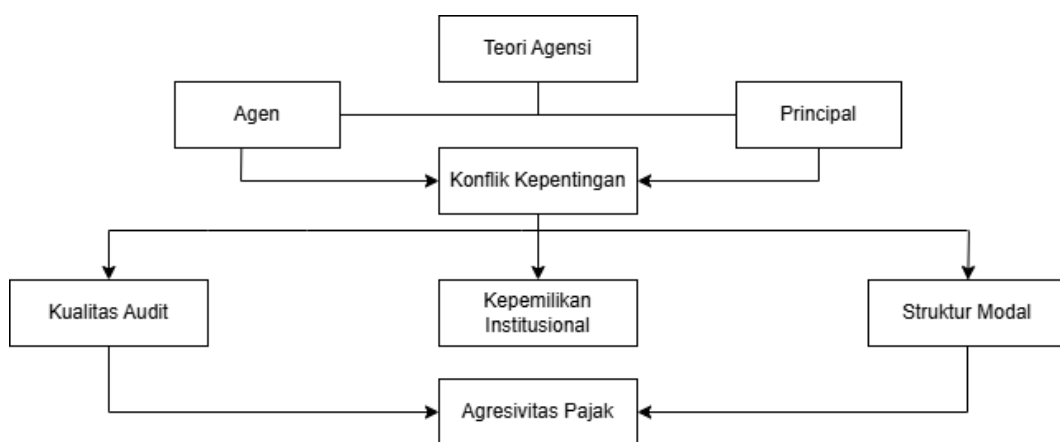 Teori Agensi
Agen
Principal
Konflik Kepentingan
Kualitas Audit
Kepemilikan
Institusional
Struktur Modal
Agresivitas Pajak